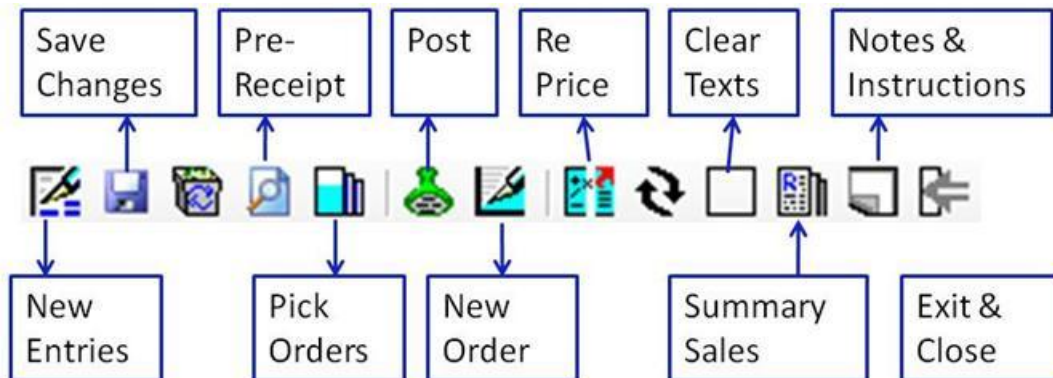 Save
Changes
Pre-
Receipt
Post
Re
Price
Clear
Texts
Notes &
Instructions
R
New
Entries
Pick
Orders
New
Order
Summary
Sales
Exit &
Close